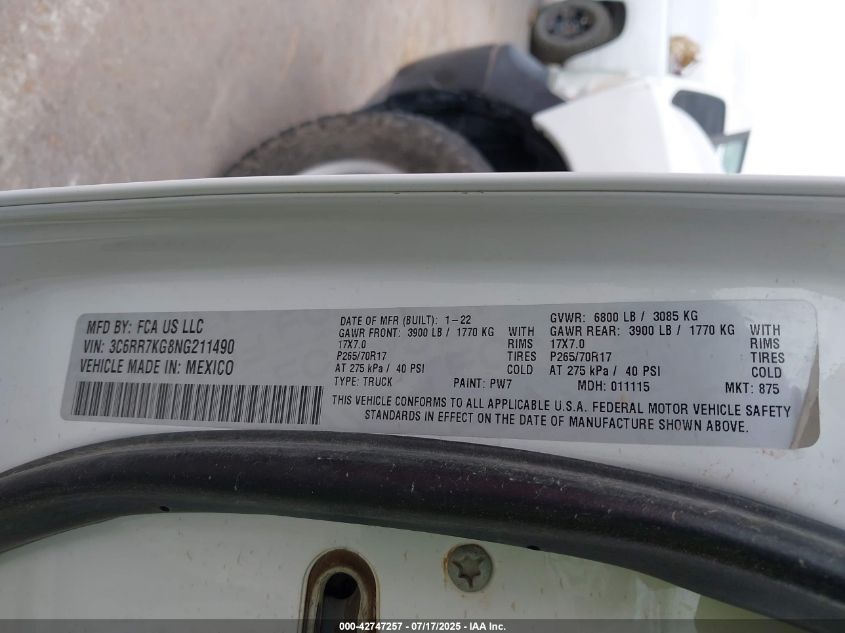 MFD BY: FCA US LLC
VIN: 3C6RR7KG8NG211490
VEHICLE MADE IN: MEXICO
DATE OF MFR (BUILT): 1-22
GAWR FRONT: 3900 LB / 1770 KG WITH
17X7.0 RIMS
P265/70R17 TIRES
AT 275 kPa / 40 PSI COLD
TYPE: TRUCK PAINT: PW7
GVWR: 6800 LB / 3085 KG
GAWR REAR: 3900 LB / 1770 KG WITH
17X7.0 RIMS
P265/70R17 TIRES
AT 275 kPa / 40 PSI COLD
MDH: 011115 MKT: 875
THIS VEHICLE CONFORMS TO ALL APPLICABLE U.S.A. FEDERAL MOTOR VEHICLE SAFETY
STANDARDS IN EFFECT ON THE DATE OF MANUFACTURE SHOWN ABOVE.
000-42747257 - 07/17/2025 - IAA Inc.